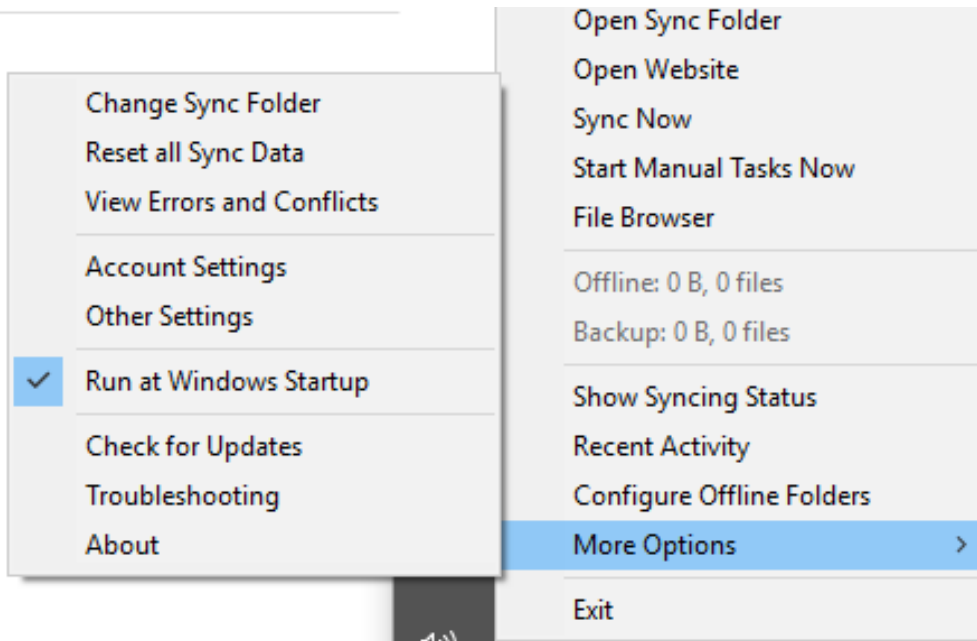 Open Sync Folder
Open Website
Sync Now
Start Manual Tasks Now
File Browser
Offline: 0 B, 0 files
Backup: 0 B, 0 files
Show Syncing Status
Recent Activity
Configure Offline Folders
More Options
Exit
Change Sync Folder
Reset all Sync Data
View Errors and Conflicts
Account Settings
Other Settings
Run at Windows Startup
Check for Updates
Troubleshooting
About